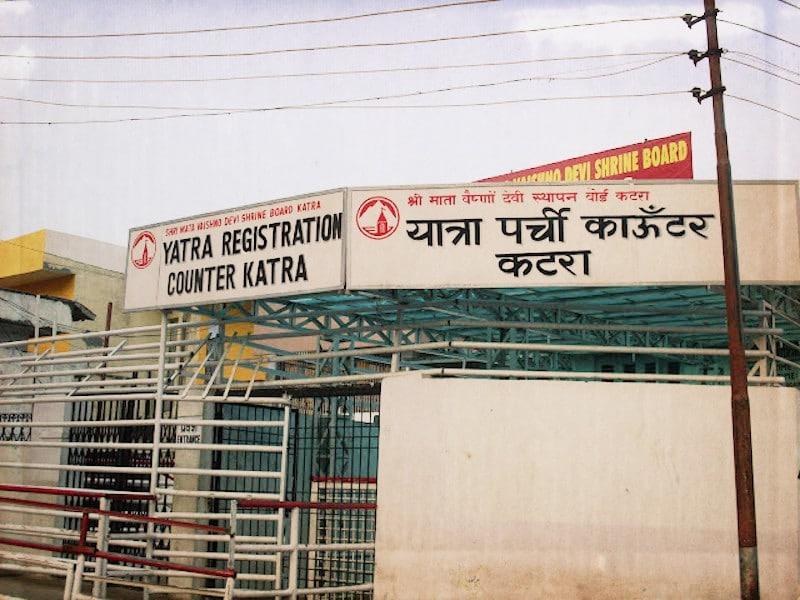 VAISHNO DEVI SHRINE BOARD
SHRI MATA VAISHNO DEVI SHRINE BOARD KATRA
YATRA REGISTRATION
COUNTER KATRA
श्री माता वैष्णों देवी स्थापन बोर्ड कटरा
यात्रा पर्ची काऊँटर
कटरा
ENTRANCE